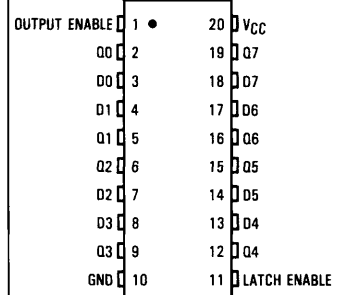 OUTPUT ENABLE 1 20 VCC
Q0 2 19 Q7
D0 3 18 D7
D1 4 17 D6
Q1 5 16 Q6
Q2 6 15 Q5
D2 7 14 D5
D3 8 13 D4
Q3 9 12 Q4
GND 10 11 LATCH ENABLE